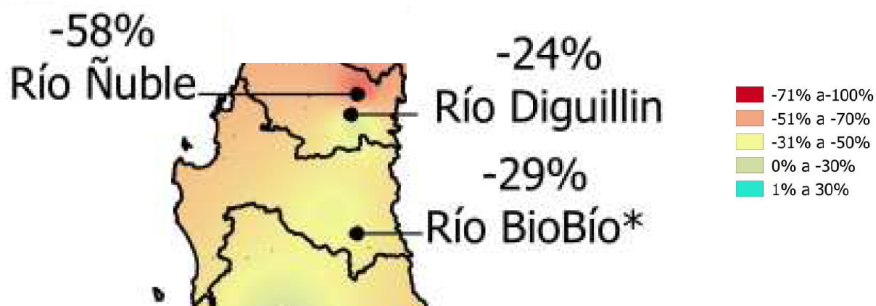 -58%
Río Ñuble
-24%
Río Diguillin
-29%
Río BioBío*
-71% a-100%
-51% a -70%
-31% a -50%
0% a -30%
1% a 30%